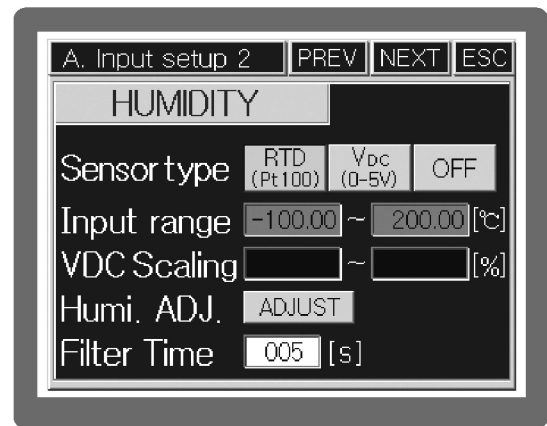 A. Input setup 2 PREV NEXT ESC
HUMIDITY
Sensor type RTD (Pt100) VDC (0-5V) OFF
Input range -100.00 ~ 200.00 [℃]
VDC Scaling ~ [%]
Humi. ADJ. ADJUST
Filter Time 005 [s]